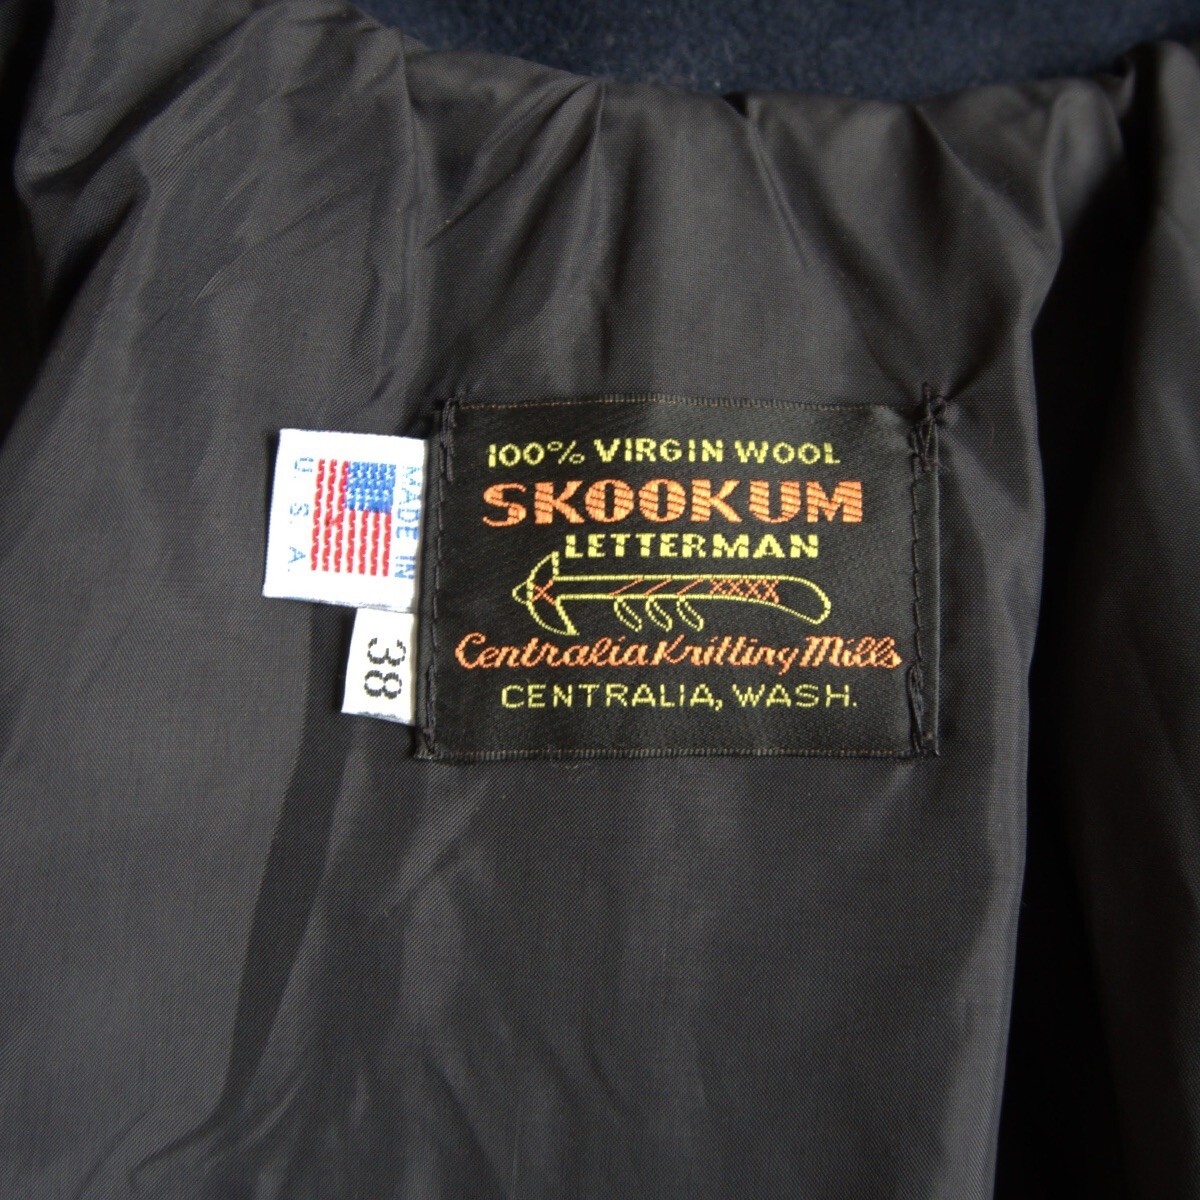 100% VIRGIN WOOL
SKOOKUM
LETTERMAN
Centralia Knitting Mills
CENTRALIA, WASH.
MADE IN
U.S.A.
38